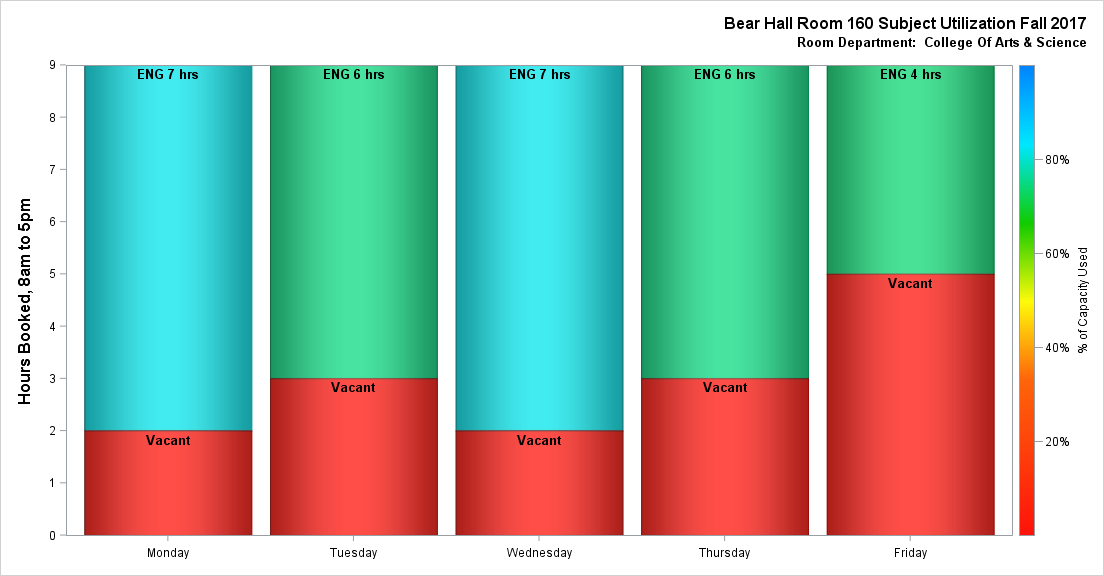 Bear Hall Room 160 Subject Utilization Fall 2017
Room Department:  College Of Arts & Science
Hours Booked, 8am to 5pm
9
8
7
6
5
4
3
2
1
0
ENG 7 hrs
Vacant
ENG 6 hrs
Vacant
ENG 7 hrs
Vacant
ENG 6 hrs
Vacant
ENG 4 hrs
Vacant
Monday
Tuesday
Wednesday
Thursday
Friday
80%
60%
40%
20%
% of Capacity Used